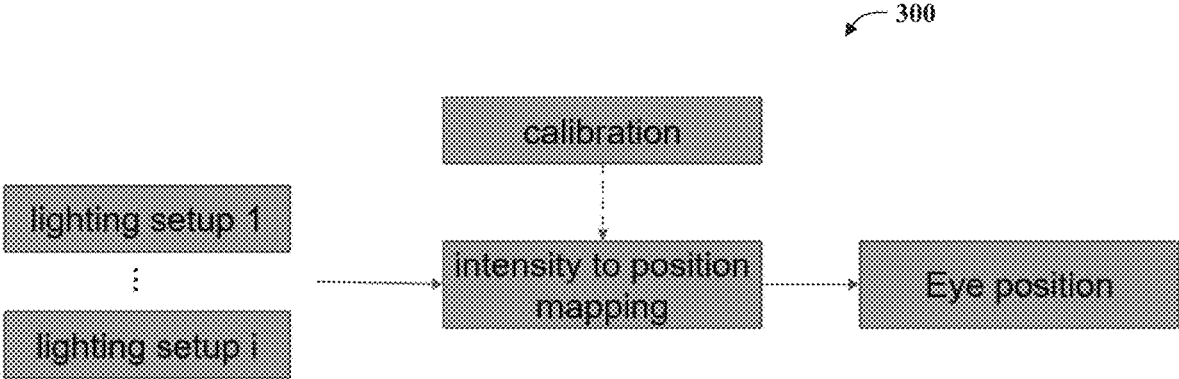 300
calibration
lighting setup 1
intensity to position
mapping
Eye position
lighting setup i